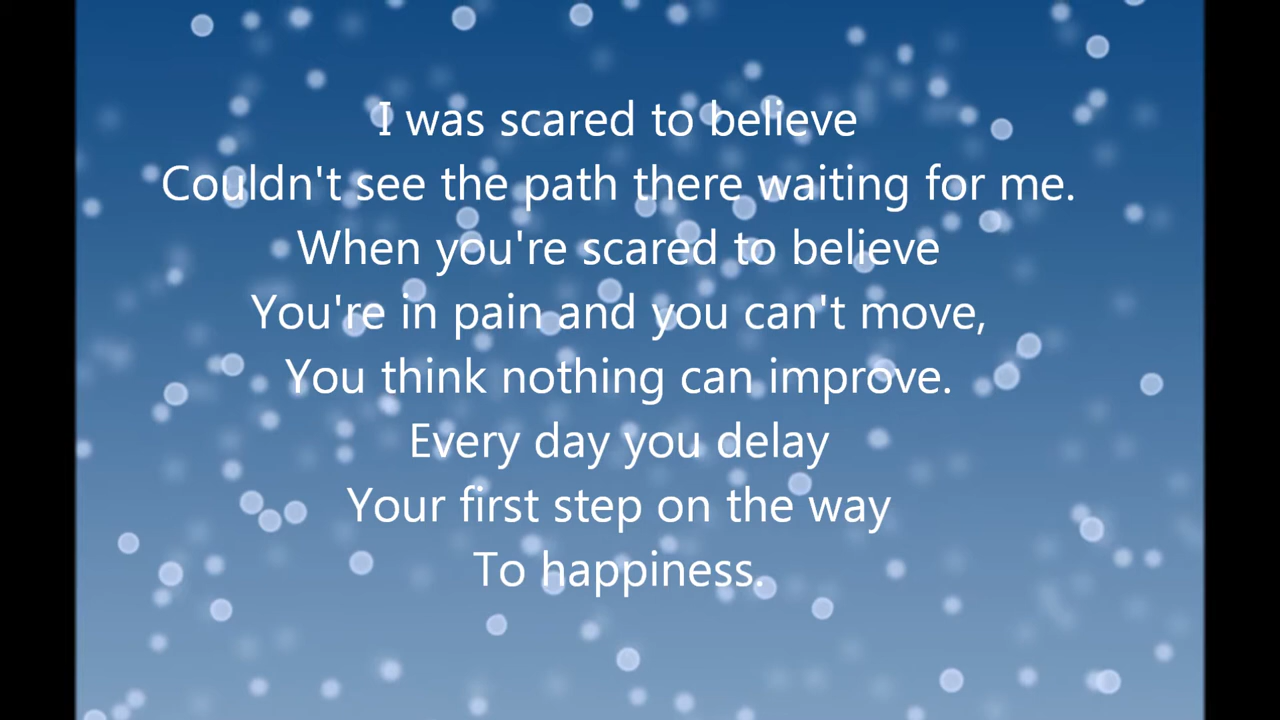 I was scared to believe
Couldn't see the path there waiting for me.
When you're scared to believe
You're in pain and you can't move,
You think nothing can improve.
Every day you delay
Your first step on the way
To happiness.